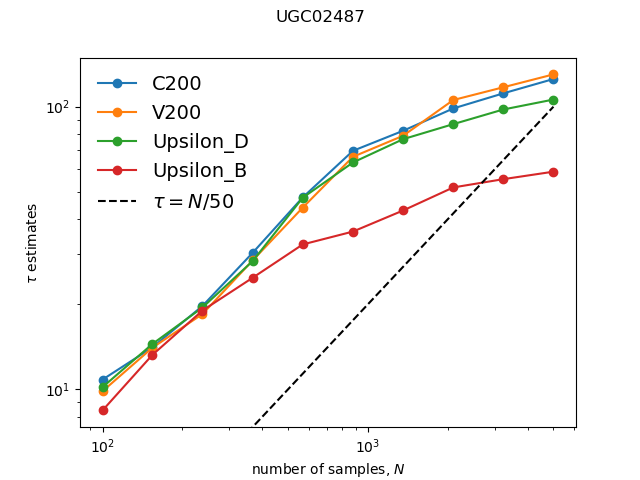 UGC02487
C200
V200
Upsilon_D
Upsilon_B
τ = N/50
10²
10¹
τ estimates
10²
10³
number of samples, N